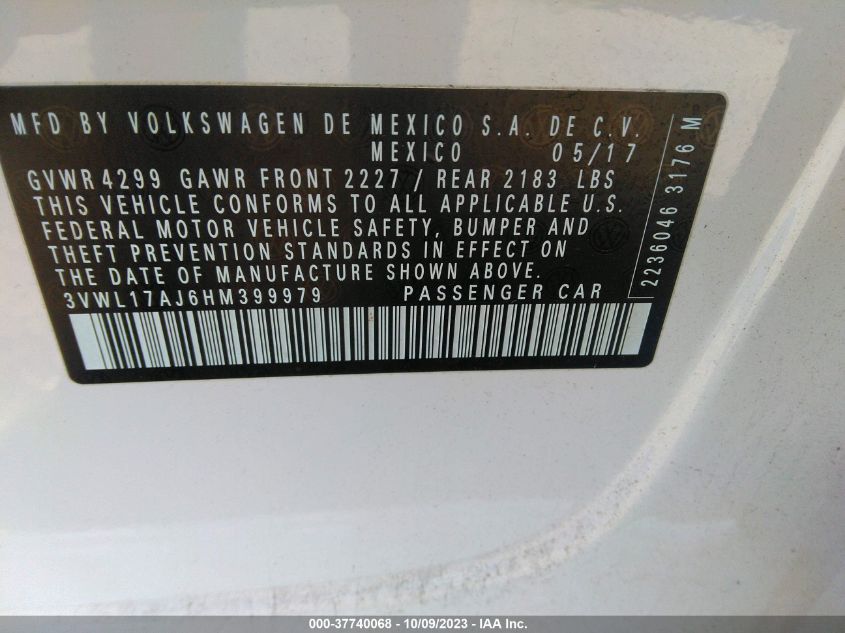 MFD BY VOLKSWAGEN DE MEXICO S.A. DE C.V.
MEXICO 05/17
GVWR 4299 GAWR FRONT 2227 / REAR 2183 LBS
THIS VEHICLE CONFORMS TO ALL APPLICABLE U.S.
FEDERAL MOTOR VEHICLE SAFETY, BUMPER AND
THEFT PREVENTION STANDARDS IN EFFECT ON
THE DATE OF MANUFACTURE SHOWN ABOVE.
3VWL17AJ6HM399979 PASSENGER CAR
2236046 3176 M
000-37740068 - 10/09/2023 - IAA Inc.